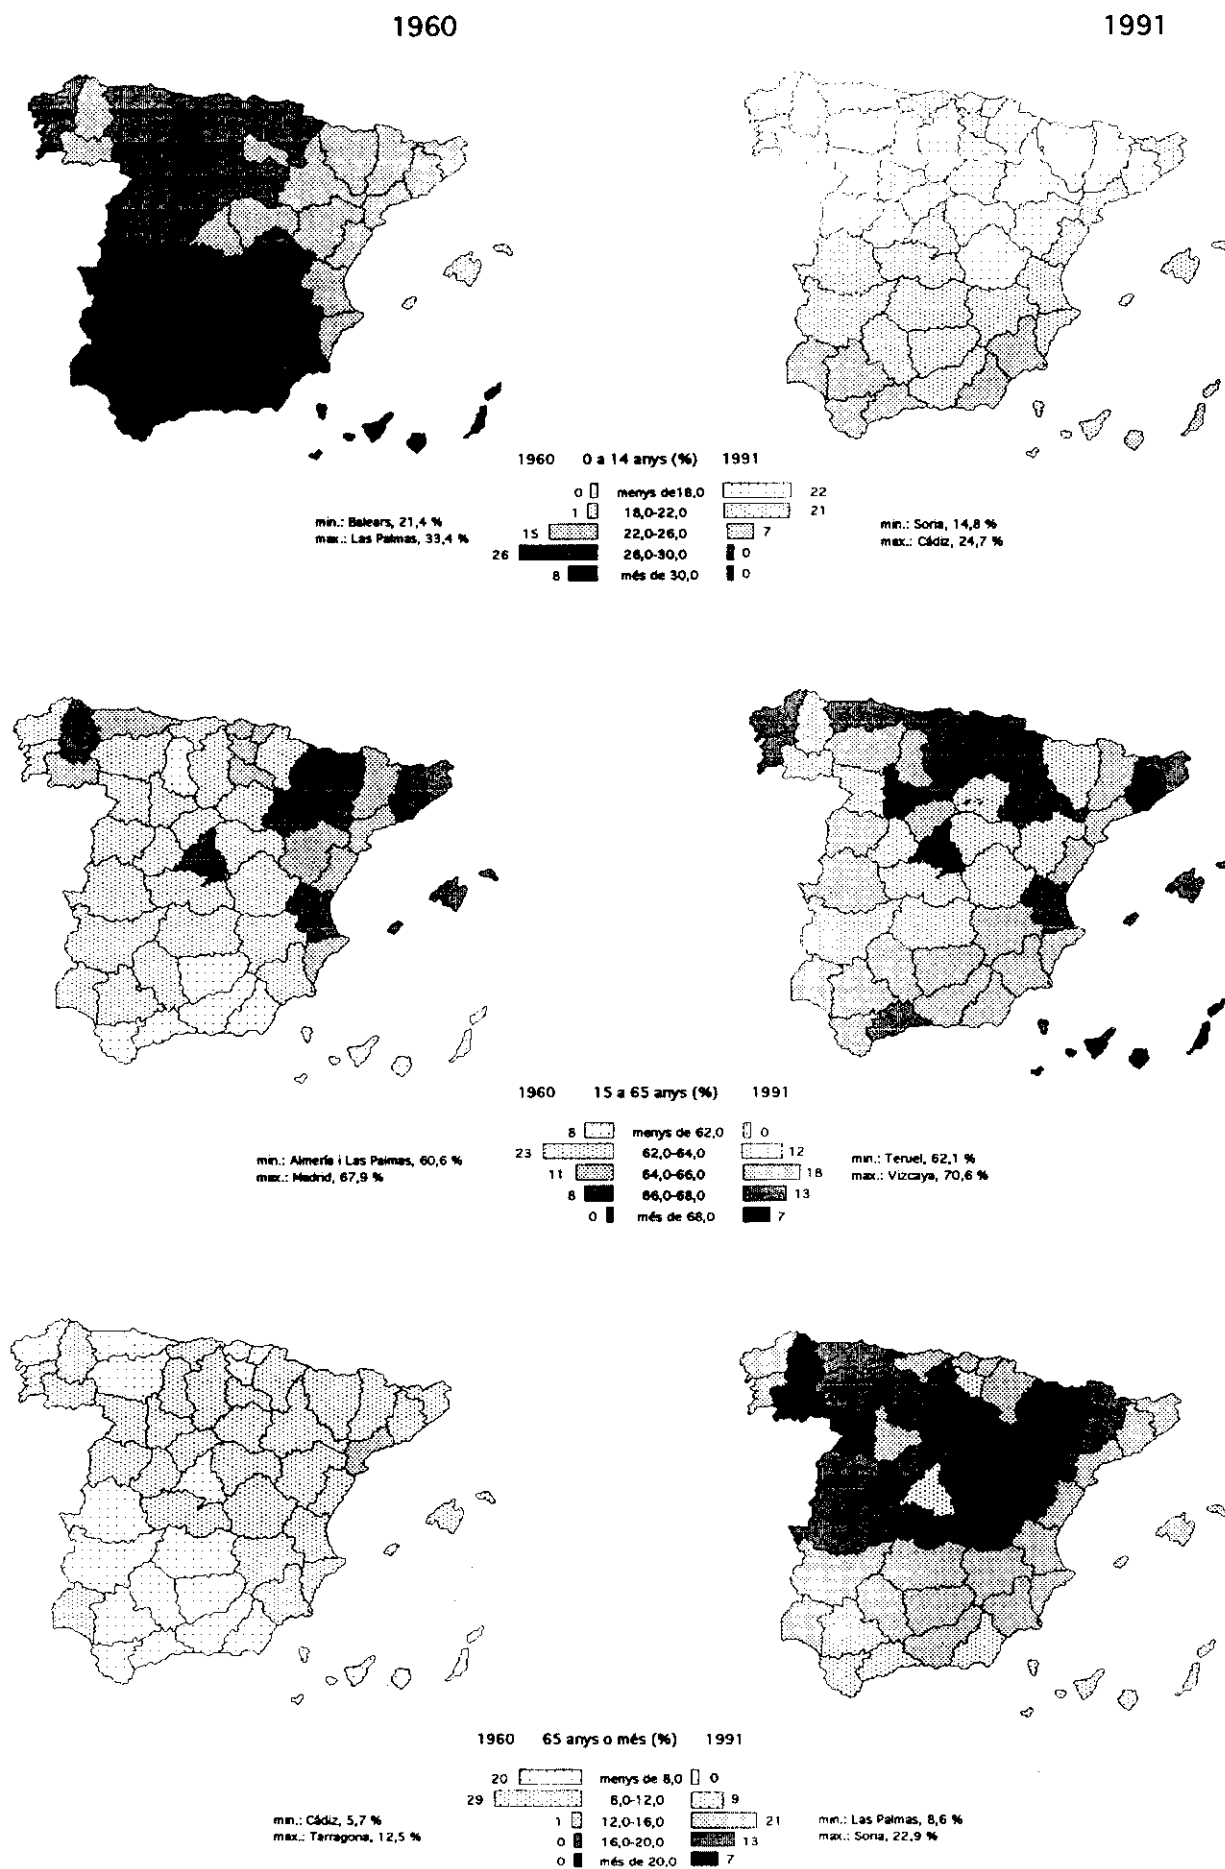 1960 1991
1960 0 a 14 anys (%) 1991
0 menys de18,0 22
1 18,0-22,0 21
15 22,0-26,0 7
26 26,0-30,0 0
8 més de 30,0 0
min.: Balears, 21,4 %
max.: Las Palmas, 33,4 %
min.: Soria, 14,8 %
max.: Cádiz, 24,7 %
1960 15 a 65 anys (%) 1991
8 menys de 62,0 0
23 62,0-64,0 12
11 64,0-66,0 18
8 66,0-68,0 13
0 més de 68,0 7
min.: Almería i Las Palmas, 60,6 %
max.: Madrid, 67,9 %
min.: Teruel, 62,1 %
max.: Vizcaya, 70,6 %
1960 65 anys o més (%) 1991
20 menys de 8,0 0
29 8,0-12,0 9
1 12,0-16,0 21
0 16,0-20,0 13
0 més de 20,0 7
min.: Cádiz, 5,7 %
max.: Tarragona, 12,5 %
min.: Las Palmas, 8,6 %
max.: Soria, 22,9 %